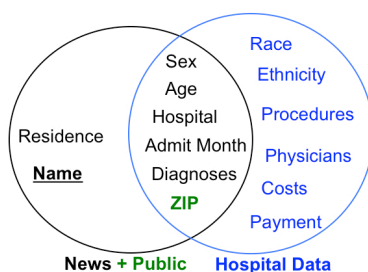 Residence
Name
Sex
Age
Hospital
Admit Month
Diagnoses
ZIP
Race
Ethnicity
Procedures
Physicians
Costs
Payment
News + Public
Hospital Data